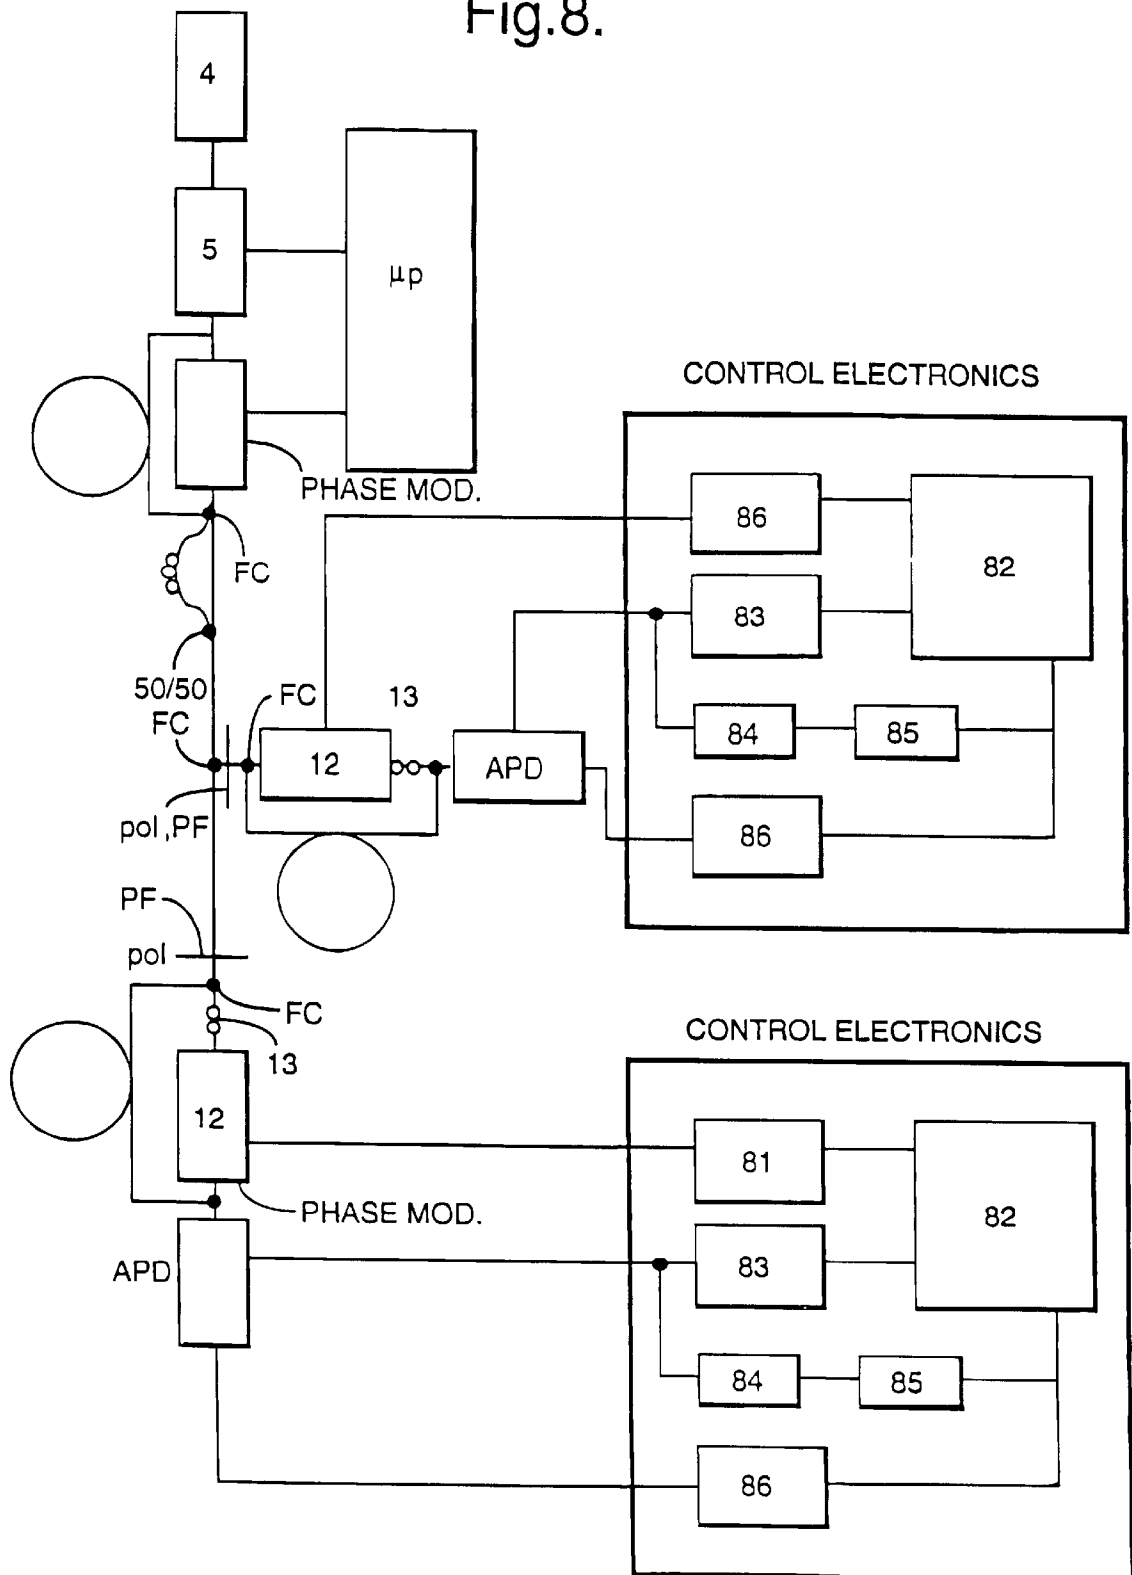 Fig.8.
4
5
µp
PHASE MOD.
FC
50/50
FC
FC
13
12
APD
pol,PF
CONTROL ELECTRONICS
86
82
83
84
85
86
PF
pol
FC
13
12
PHASE MOD.
APD
CONTROL ELECTRONICS
81
82
83
84
85
86